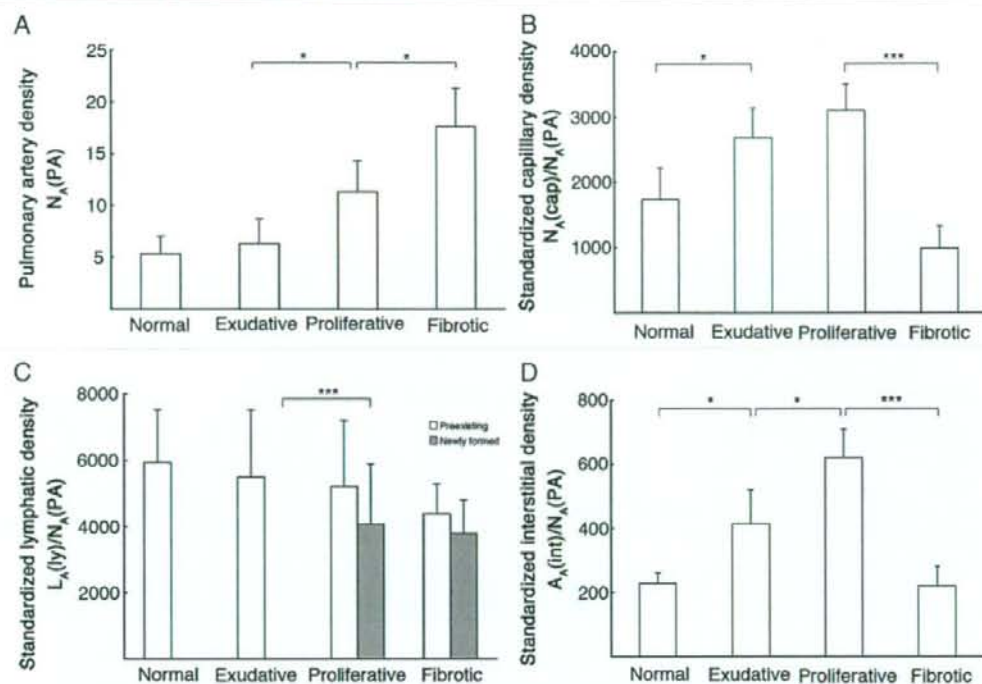 A
Pulmonary artery density
N_A(PA)
25
20
15
10
5
*
*
Normal
Exudative
Proliferative
Fibrotic
B
Standardized capilliary density
N_A(cap)/N_A(PA)
4000
3000
2000
1000
*
***
Normal
Exudative
Proliferative
Fibrotic
C
Standardized lymphatic density
L_A(ly)/N_A(PA)
8000
6000
4000
2000
***
Preexisting
Newly formed
Normal
Exudative
Proliferative
Fibrotic
D
Standardized interstitial density
A_A(int)/N_A(PA)
800
600
400
200
*
*
***
Normal
Exudative
Proliferative
Fibrotic